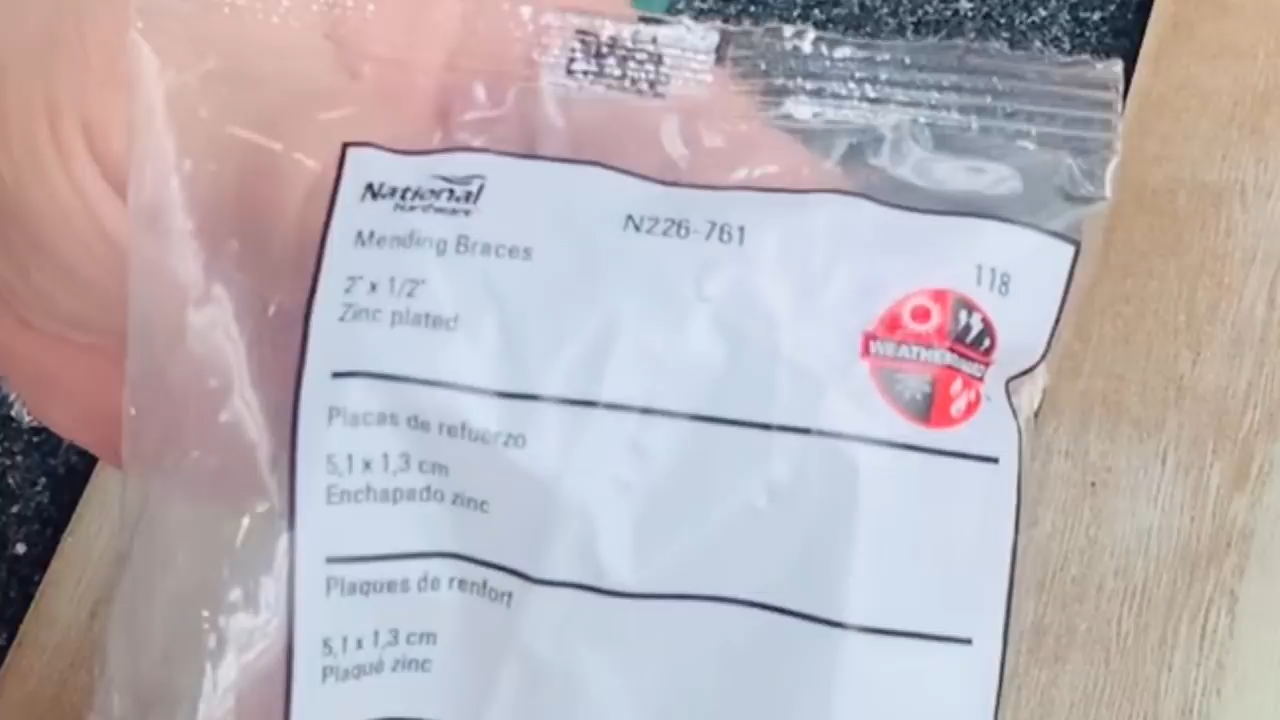 National
Hardware
N226-761
118
Mending Braces
2" x 1/2"
Zinc plated
WEATHERGUARD
Placas de refuerzo
5,1 x 1,3 cm
Enchapado zinc
Plaques de renfort
5,1 x 1,3 cm
Plaqué zinc